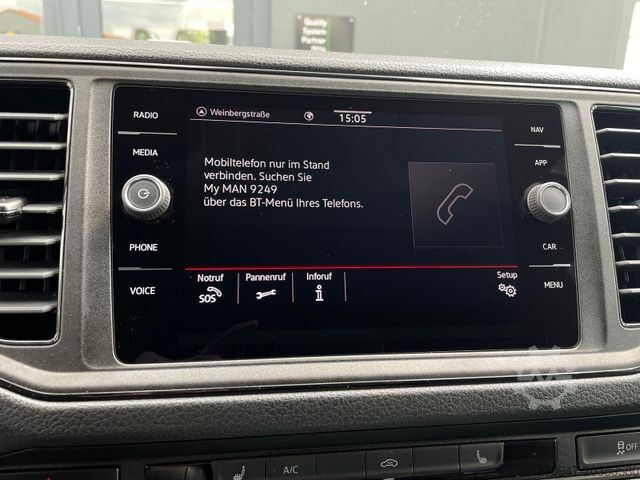 Quality
System
Partner
RADIO
MEDIA
PHONE
VOICE
Weinbergstraße
15:05
Mobiltelefon nur im Stand
verbinden. Suchen Sie
My MAN 9249
über das BT-Menü Ihres Telefons.
Notruf
SOS
Pannenruf
Inforuf
Setup
NAV
APP
CAR
MENU
A/C
OFF